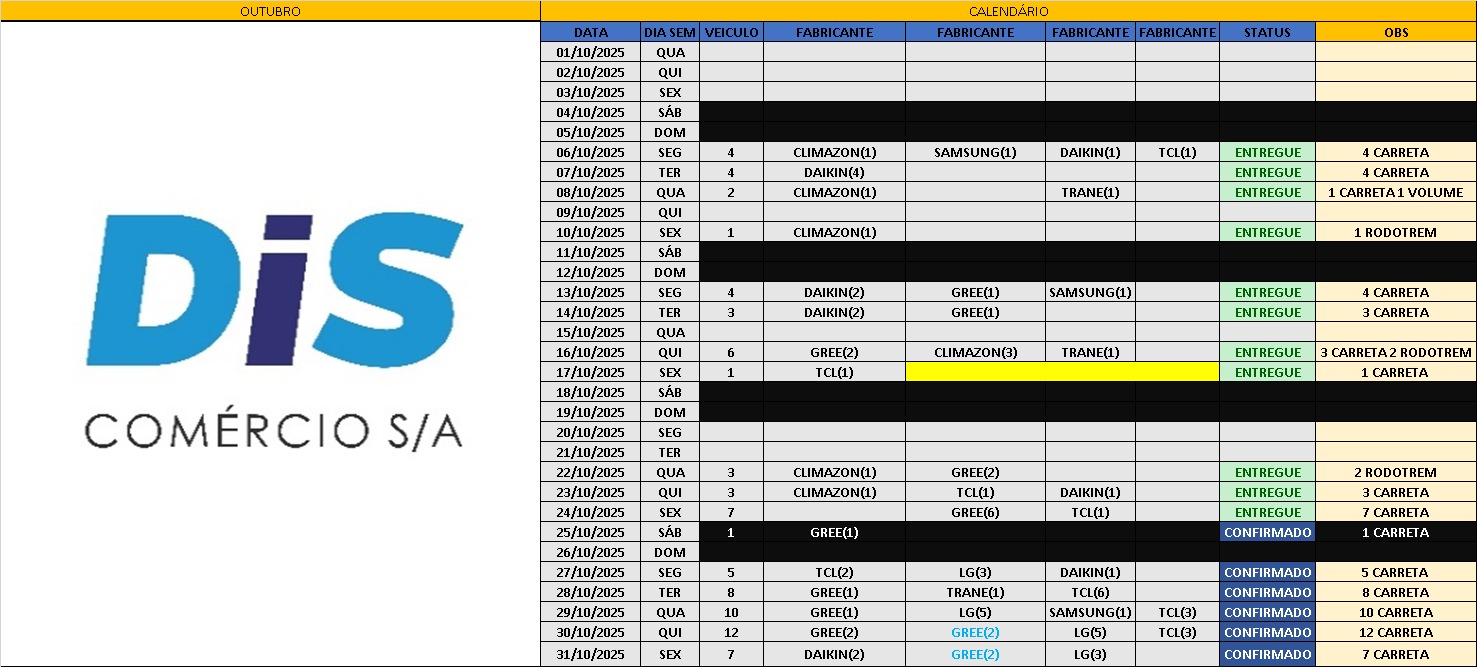 OUTUBRO CALENDÁRIO
DATA DIA SEM VEICULO FABRICANTE FABRICANTE FABRICANTE FABRICANTE STATUS OBS
01/10/2025 QUA
02/10/2025 QUI
03/10/2025 SEX
04/10/2025 SÁB
05/10/2025 DOM
06/10/2025 SEG 4 CLIMAZON(1) SAMSUNG(1) DAIKIN(1) TCL(1) ENTREGUE 4 CARRETA
07/10/2025 TER 4 DAIKIN(4) ENTREGUE 4 CARRETA
08/10/2025 QUA 2 CLIMAZON(1) TRANE(1) ENTREGUE 1 CARRETA 1 VOLUME
09/10/2025 QUI
10/10/2025 SEX 1 CLIMAZON(1) ENTREGUE 1 RODOTREM
11/10/2025 SÁB
12/10/2025 DOM
13/10/2025 SEG 4 DAIKIN(2) GREE(1) SAMSUNG(1) ENTREGUE 4 CARRETA
14/10/2025 TER 3 DAIKIN(2) GREE(1) ENTREGUE 3 CARRETA
15/10/2025 QUA
16/10/2025 QUI 6 GREE(2) CLIMAZON(3) TRANE(1) ENTREGUE 3 CARRETA 2 RODOTREM
17/10/2025 SEX 1 TCL(1) ENTREGUE 1 CARRETA
18/10/2025 SÁB
19/10/2025 DOM
20/10/2025 SEG
21/10/2025 TER
22/10/2025 QUA 3 CLIMAZON(1) GREE(2) ENTREGUE 2 RODOTREM
23/10/2025 QUI 3 CLIMAZON(1) TCL(1) DAIKIN(1) ENTREGUE 3 CARRETA
24/10/2025 SEX 7 GREE(6) TCL(1) ENTREGUE 7 CARRETA
25/10/2025 SÁB 1 GREE(1) CONFIRMADO 1 CARRETA
26/10/2025 DOM
27/10/2025 SEG 5 TCL(2) LG(3) DAIKIN(1) CONFIRMADO 5 CARRETA
28/10/2025 TER 8 GREE(1) TRANE(1) TCL(6) CONFIRMADO 8 CARRETA
29/10/2025 QUA 10 GREE(1) LG(5) SAMSUNG(1) TCL(3) CONFIRMADO 10 CARRETA
30/10/2025 QUI 12 GREE(2) GREE(2) LG(5) TCL(3) CONFIRMADO 12 CARRETA
31/10/2025 SEX 7 DAIKIN(2) GREE(2) LG(3) CONFIRMADO 7 CARRETA
DiS
COMÉRCIO S/A